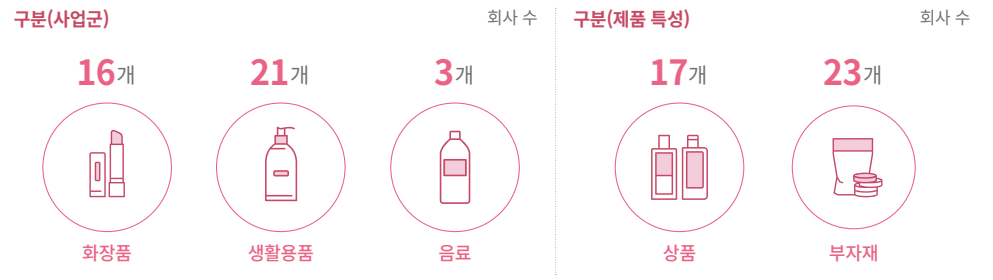 구분(사업군)
회사 수
16개
21개
3개
화장품
생활용품
음료
구분(제품 특성)
회사 수
17개
23개
상품
부자재